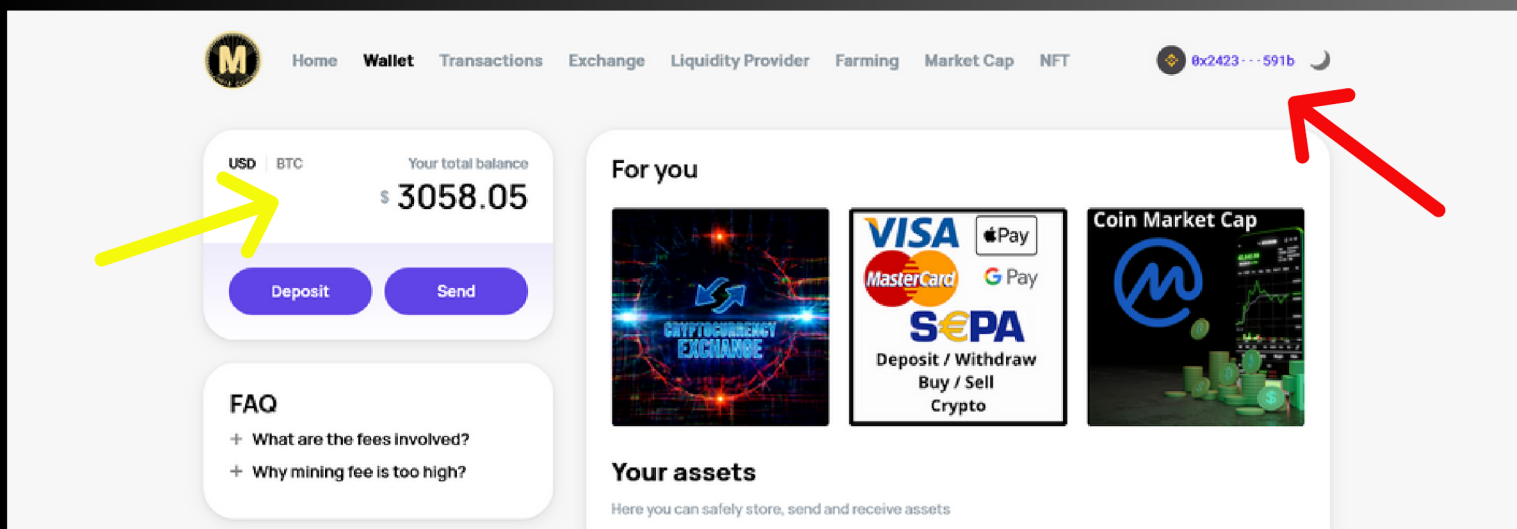 M
Home Wallet Transactions Exchange Liquidity Provider Farming Market Cap NFT 0x2423···591b
USD BTC Your total balance
$ 3058.05
Deposit Send
FAQ
+ What are the fees involved?
+ Why mining fee is too high?
For you
CRYPTOCURRENCY
EXCHANGE
VISA Pay
MasterCard G Pay
S€PA
Deposit / Withdraw
Buy / Sell
Crypto
Coin Market Cap
Your assets
Here you can safely store, send and receive assets